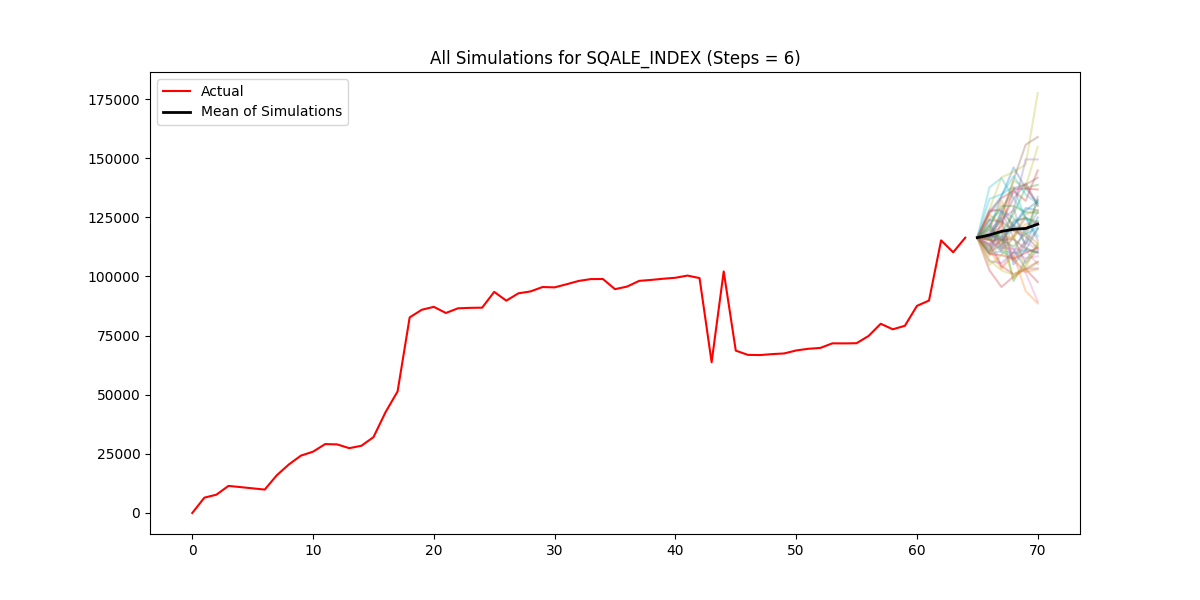 All Simulations for SQALE_INDEX (Steps = 6)
Actual
Mean of Simulations
175000
150000
125000
100000
75000
50000
25000
0
0 10 20 30 40 50 60 70